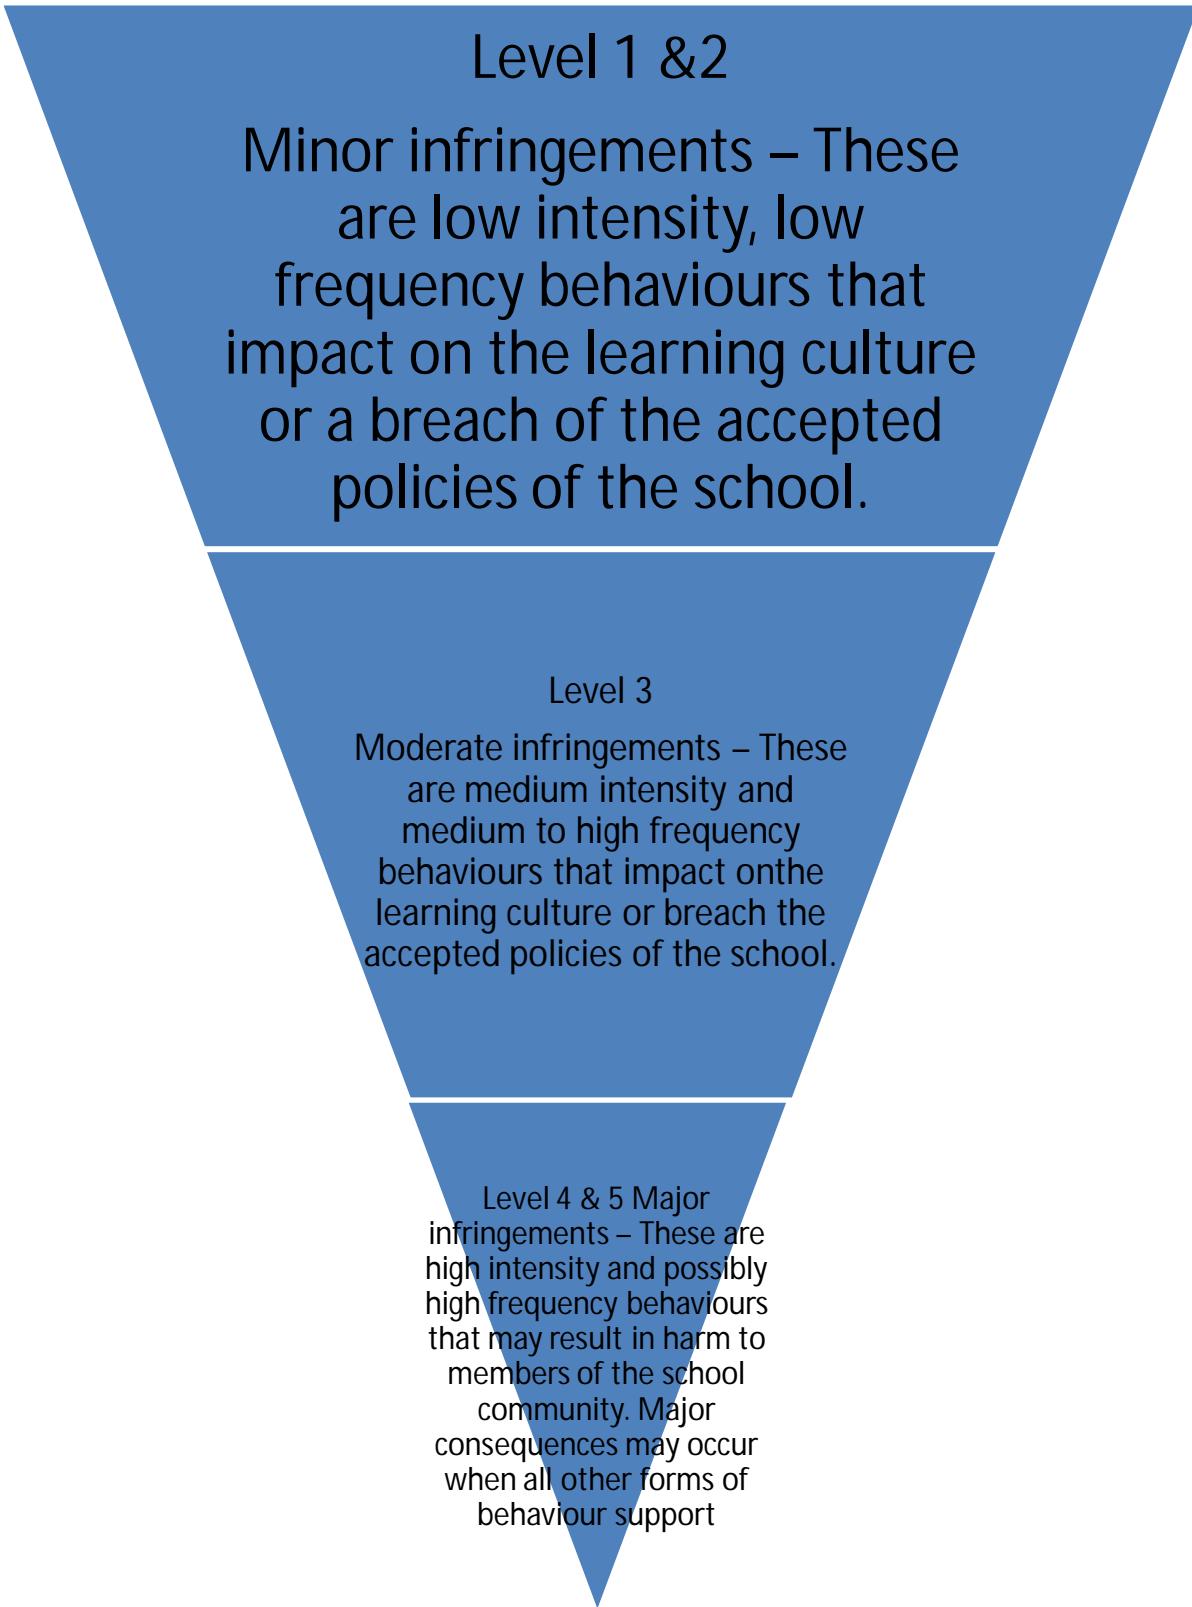 Level 1 &2
Minor infringements – These
are low intensity, low
frequency behaviours that
impact on the learning culture
or a breach of the accepted
policies of the school.
Level 3
Moderate infringements – These
are medium intensity and
medium to high frequency
behaviours that impact onthe
learning culture or breach the
accepted policies of the school.
Level 4 & 5 Major
infringements – These are
high intensity and possibly
high frequency behaviours
that may result in harm to
members of the school
community. Major
consequences may occur
when all other forms of
behaviour support